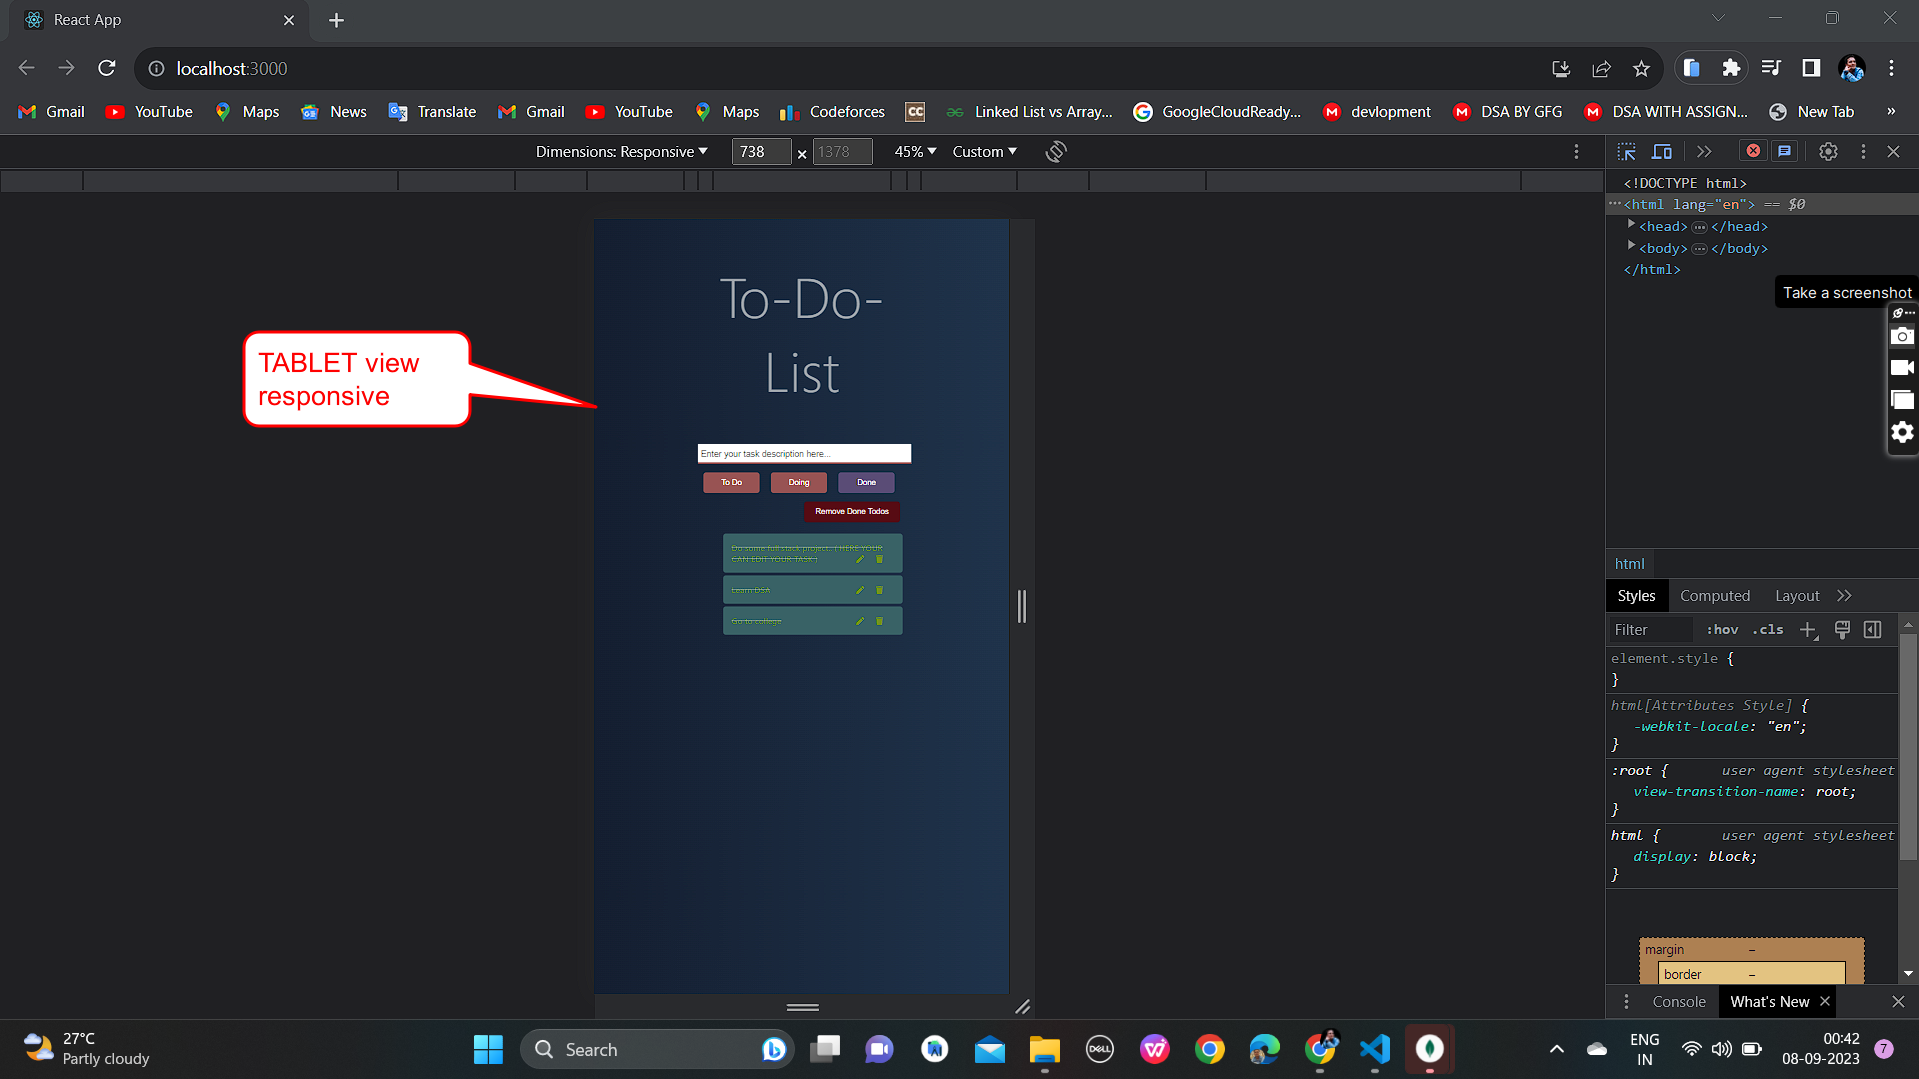 React App
localhost:3000
Gmail
YouTube
Maps
News
Translate
Gmail
YouTube
Maps
Codeforces
CC
Linked List vs Array...
GoogleCloudReady...
devlopment
DSA BY GFG
DSA WITH ASSIGN...
New Tab
»
Dimensions: Responsive
738
×
1378
45%
Custom
<!DOCTYPE html>
<html lang="en"> == $0
<head> ... </head>
<body> ... </body>
</html>
Take a screenshot
To-Do-
List
TABLET view
responsive
Enter your task description here...
To Do
Doing
Done
Remove Done Todos
Do some full stack project.. ( HERE YOUR
CAN EDIT YOUR TASK )
Learn DSA
Go to college
html
Styles
Computed
Layout
Filter
:hov
.cls
element.style {
}
html[Attributes Style] {
-webkit-locale: "en";
}
:root {
user agent stylesheet
view-transition-name: root;
}
html {
user agent stylesheet
display: block;
}
margin
–
border
–
Console
What's New
27°C
Partly cloudy
Search
DELL
ENG
IN
00:42
08-09-2023
7